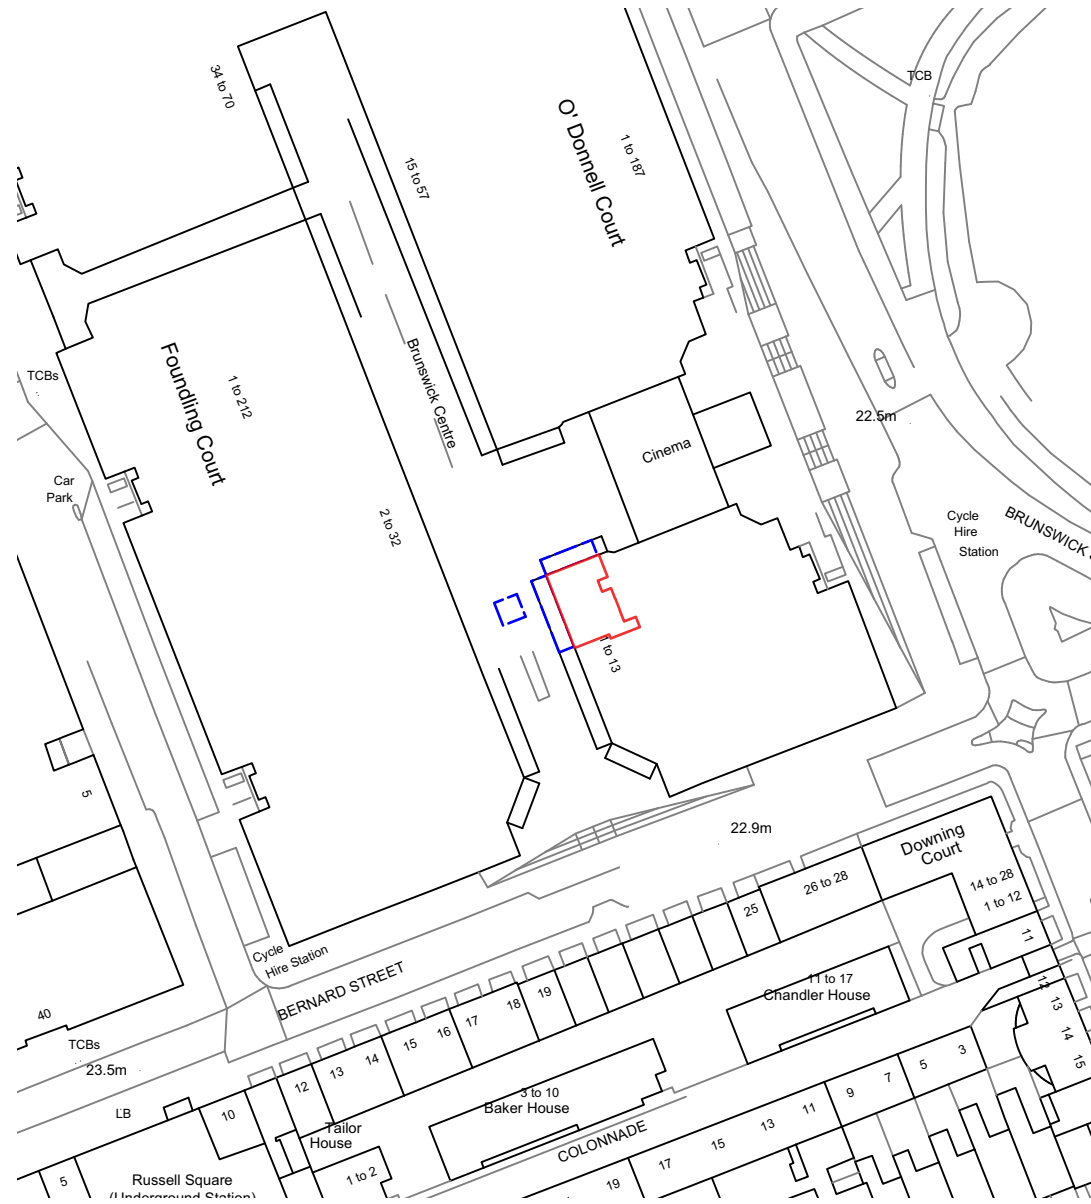 TCB
34 to 70
O' Donnell Court
1 to 187
15 to 57
Foundling Court
1 to 212
TCBs
Brunswick Centre
22.5m
Cinema
Car
Park
2 to 32
Cycle
Hire
Station
BRUNSWICK
1 to 13
5
22.9m
Downing
Court
26 to 28
14 to 28
1 to 12
25
11
Cycle
Hire Station
BERNARD STREET
11 to 17
Chandler House
12
13
14
15
40
TCBs
23.5m
19
18
17
16
15
14
13
12
10
LB
3 to 10
Baker House
Tailor
House
1 to 2
COLONNADE
3
5
7
9
11
13
15
17
19
5
Russell Square
(Underground Station)